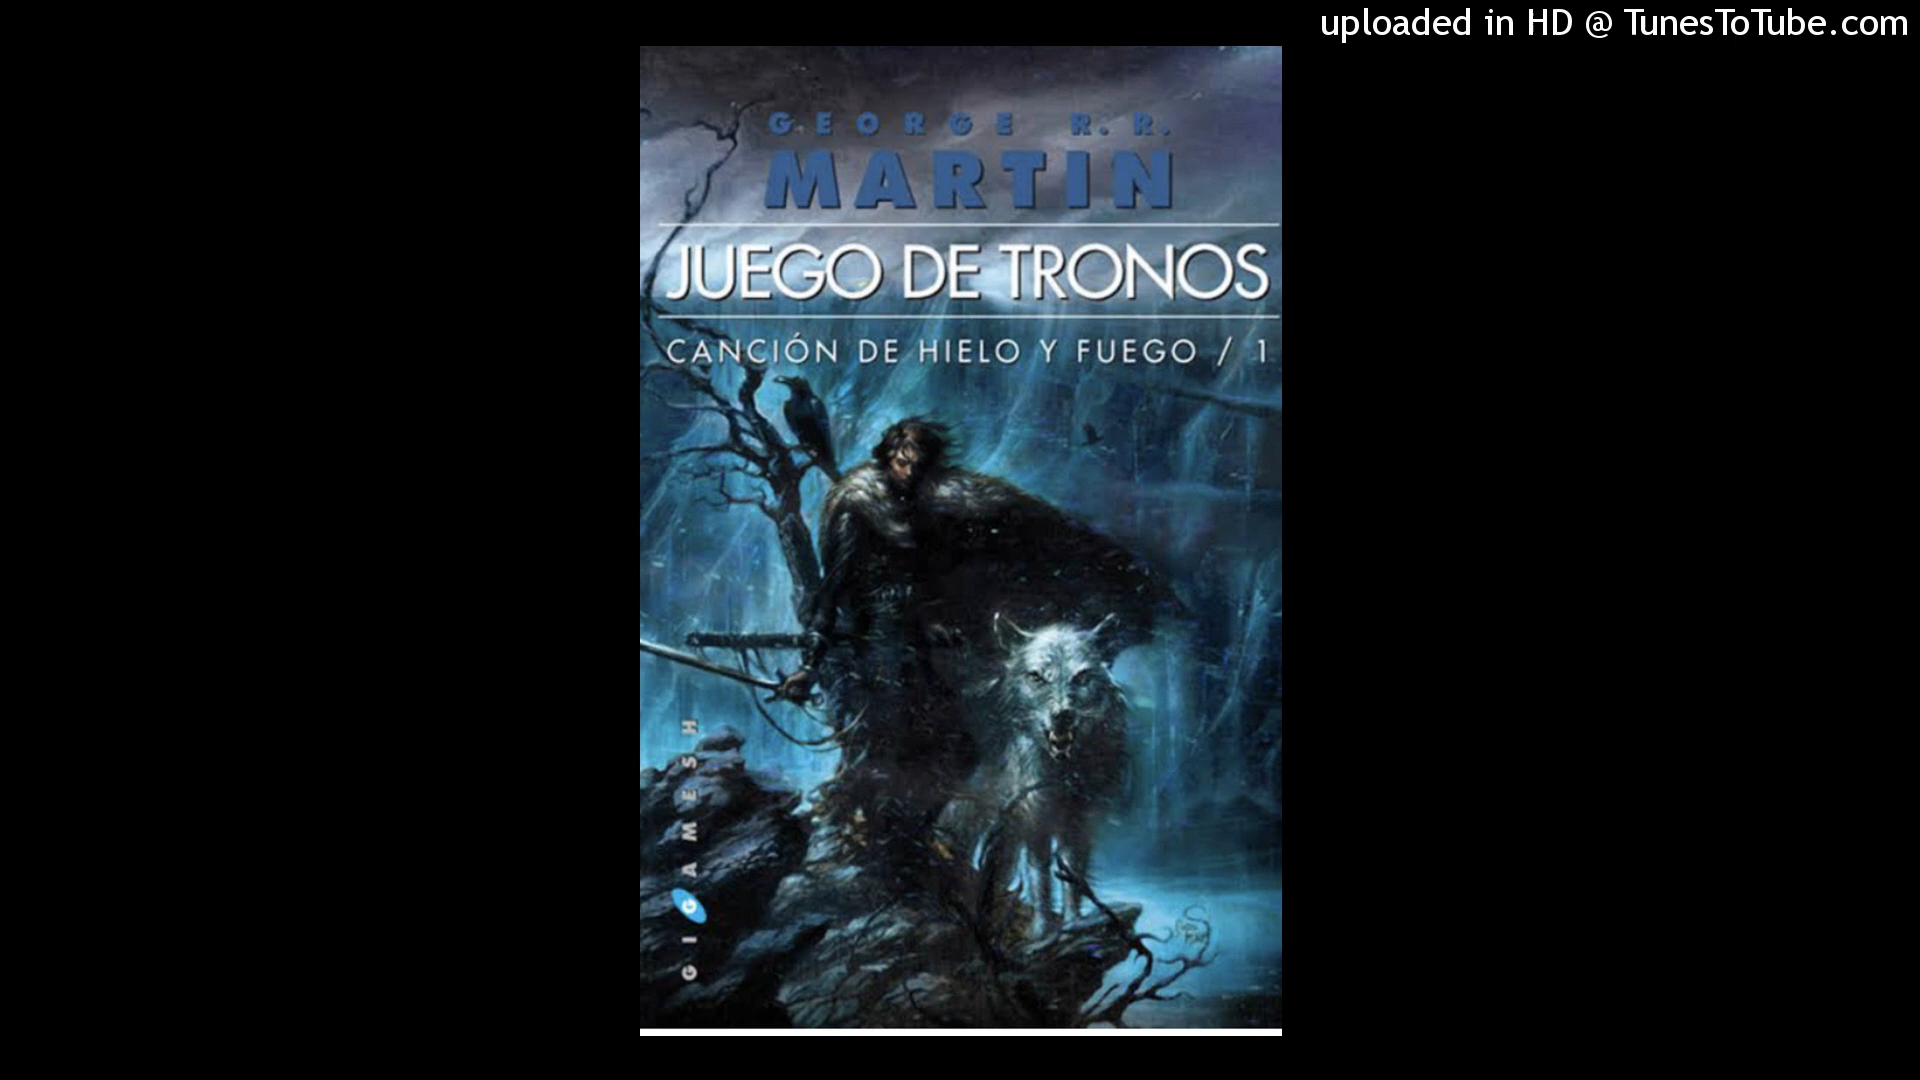 uploaded in HD @ TunesToTube.com
GEORGE R. R.
MARTIN
JUEGO DE TRONOS
CANCIÓN DE HIELO Y FUEGO / 1
GIGAMESH